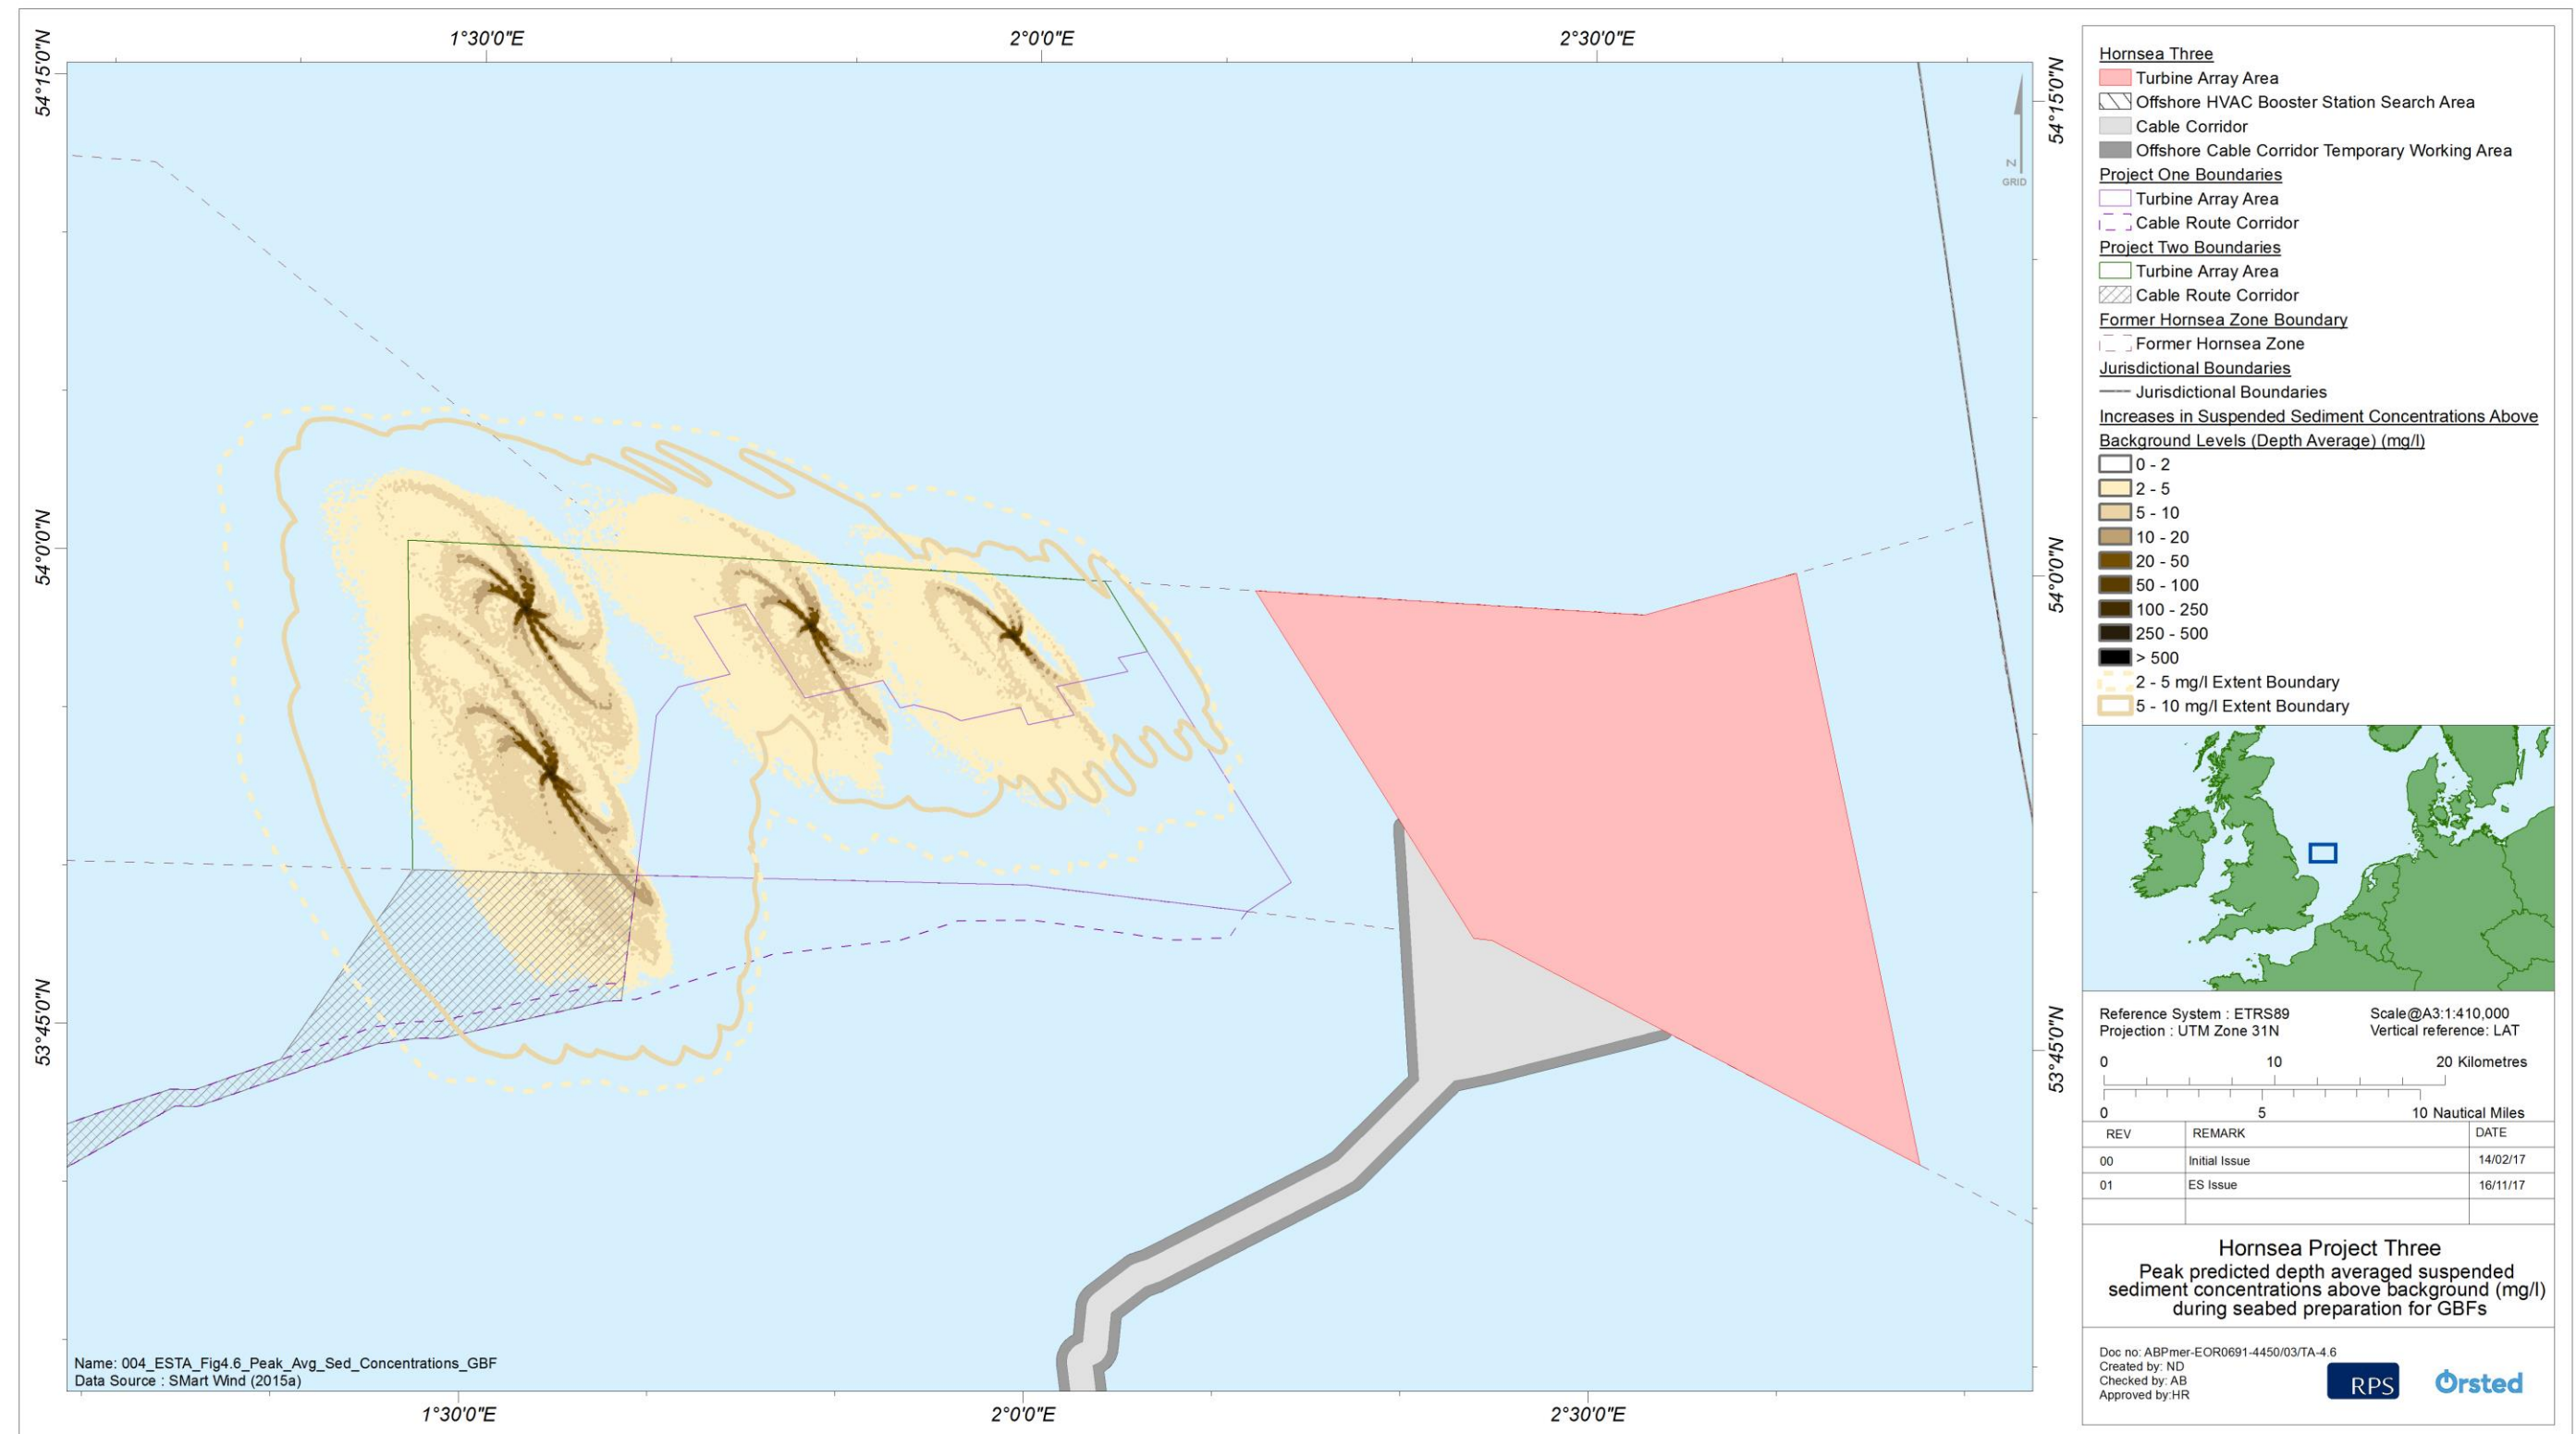 1°30'0"E
2°0'0"E
2°30'0"E
54°15'0"N
54°0'0"N
53°45'0"N
54°15'0"N
54°0'0"N
53°45'0"N
N
GRID
Name: 004_ESTA_Fig4.6_Peak_Avg_Sed_Concentrations_GBF
Data Source : SMart Wind (2015a)
1°30'0"E
2°0'0"E
2°30'0"E
Hornsea Three
Turbine Array Area
Offshore HVAC Booster Station Search Area
Cable Corridor
Offshore Cable Corridor Temporary Working Area
Project One Boundaries
Turbine Array Area
Cable Route Corridor
Project Two Boundaries
Turbine Array Area
Cable Route Corridor
Former Hornsea Zone Boundary
Former Hornsea Zone
Jurisdictional Boundaries
Jurisdictional Boundaries
Increases in Suspended Sediment Concentrations Above
Background Levels (Depth Average) (mg/l)
0 - 2
2 - 5
5 - 10
10 - 20
20 - 50
50 - 100
100 - 250
250 - 500
> 500
2 - 5 mg/l Extent Boundary
5 - 10 mg/l Extent Boundary
Reference System : ETRS89 Scale@A3:1:410,000
Projection : UTM Zone 31N Vertical reference: LAT
0 10 20 Kilometres
0 5 10 Nautical Miles
REV REMARK DATE
00 Initial Issue 14/02/17
01 ES Issue 16/11/17
Hornsea Project Three
Peak predicted depth averaged suspended
sediment concentrations above background (mg/l)
during seabed preparation for GBFs
Doc no: ABPmer-EOR0691-4450/03/TA-4.6
Created by: ND
Checked by: AB
Approved by:HR
RPS
Ørsted